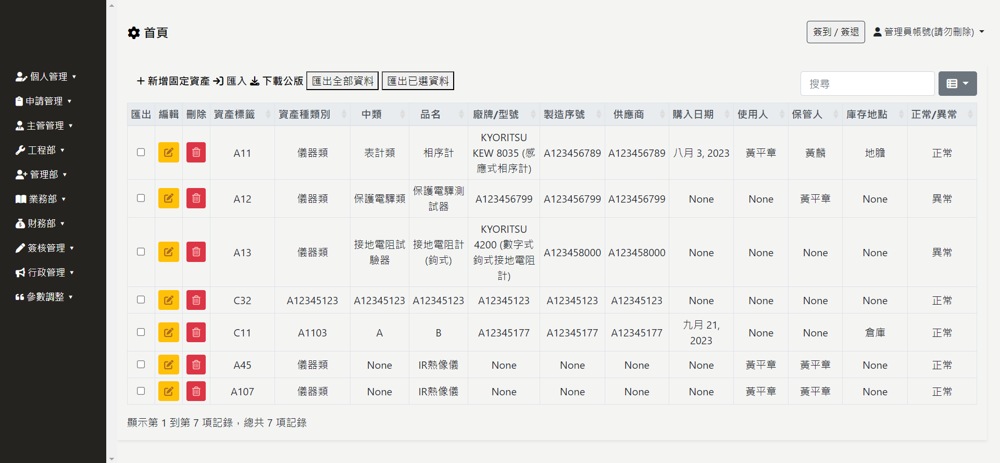 首頁
簽到 / 簽退
管理員帳號(請勿刪除)
個人管理
申請管理
主管管理
工程部
管理部
業務部
財務部
簽核管理
行政管理
參數調整
新增固定資產 匯入 下載公版 匯出全部資料 匯出已選資料
搜尋
匯出 編輯 刪除 資產標籤 資產種類別 中類 品名 廠牌/型號 製造序號 供應商 購入日期 使用人 保管人 庫存地點 正常/異常
A11 儀器類 表計類 相序計 KYORITSU KEW 8035 (感應式相序計) A123456789 A123456789 八月 3, 2023 黃平章 黃麟 地膽 正常
A12 儀器類 保護電驛類 保護電驛測試器 A123456799 A123456799 A123456799 None None 黃平章 None 異常
A13 儀器類 接地電阻試驗器 接地電阻計(鉤式) KYORITSU 4200 (數字式鉤式接地電阻計) A123458000 A123458000 None None None None 異常
C32 A12345123 A12345123 A12345123 A12345123 A12345123 A12345123 None None None None 正常
C11 A1103 A B A12345177 A12345177 A12345177 九月 21, 2023 None None 倉庫 正常
A45 儀器類 None IR熱像儀 None None None None 黃平章 黃平章 None 正常
A107 儀器類 None IR熱像儀 None None None None 黃平章 黃平章 None 正常
顯示第 1 到第 7 項記錄，總共 7 項記錄